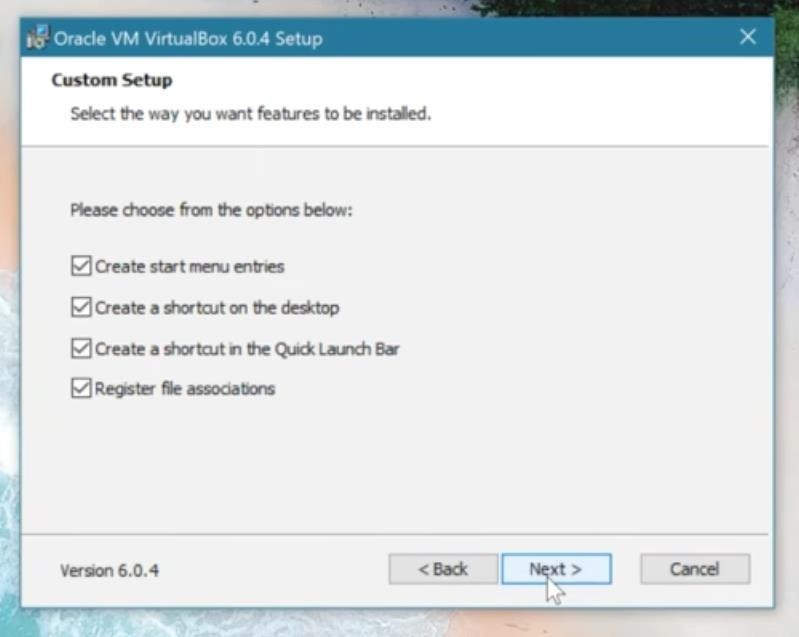 Oracle VM VirtualBox 6.0.4 Setup
Custom Setup
Select the way you want features to be installed.
Please choose from the options below:
Create start menu entries
Create a shortcut on the desktop
Create a shortcut in the Quick Launch Bar
Register file associations
Version 6.0.4
< Back
Next >
Cancel